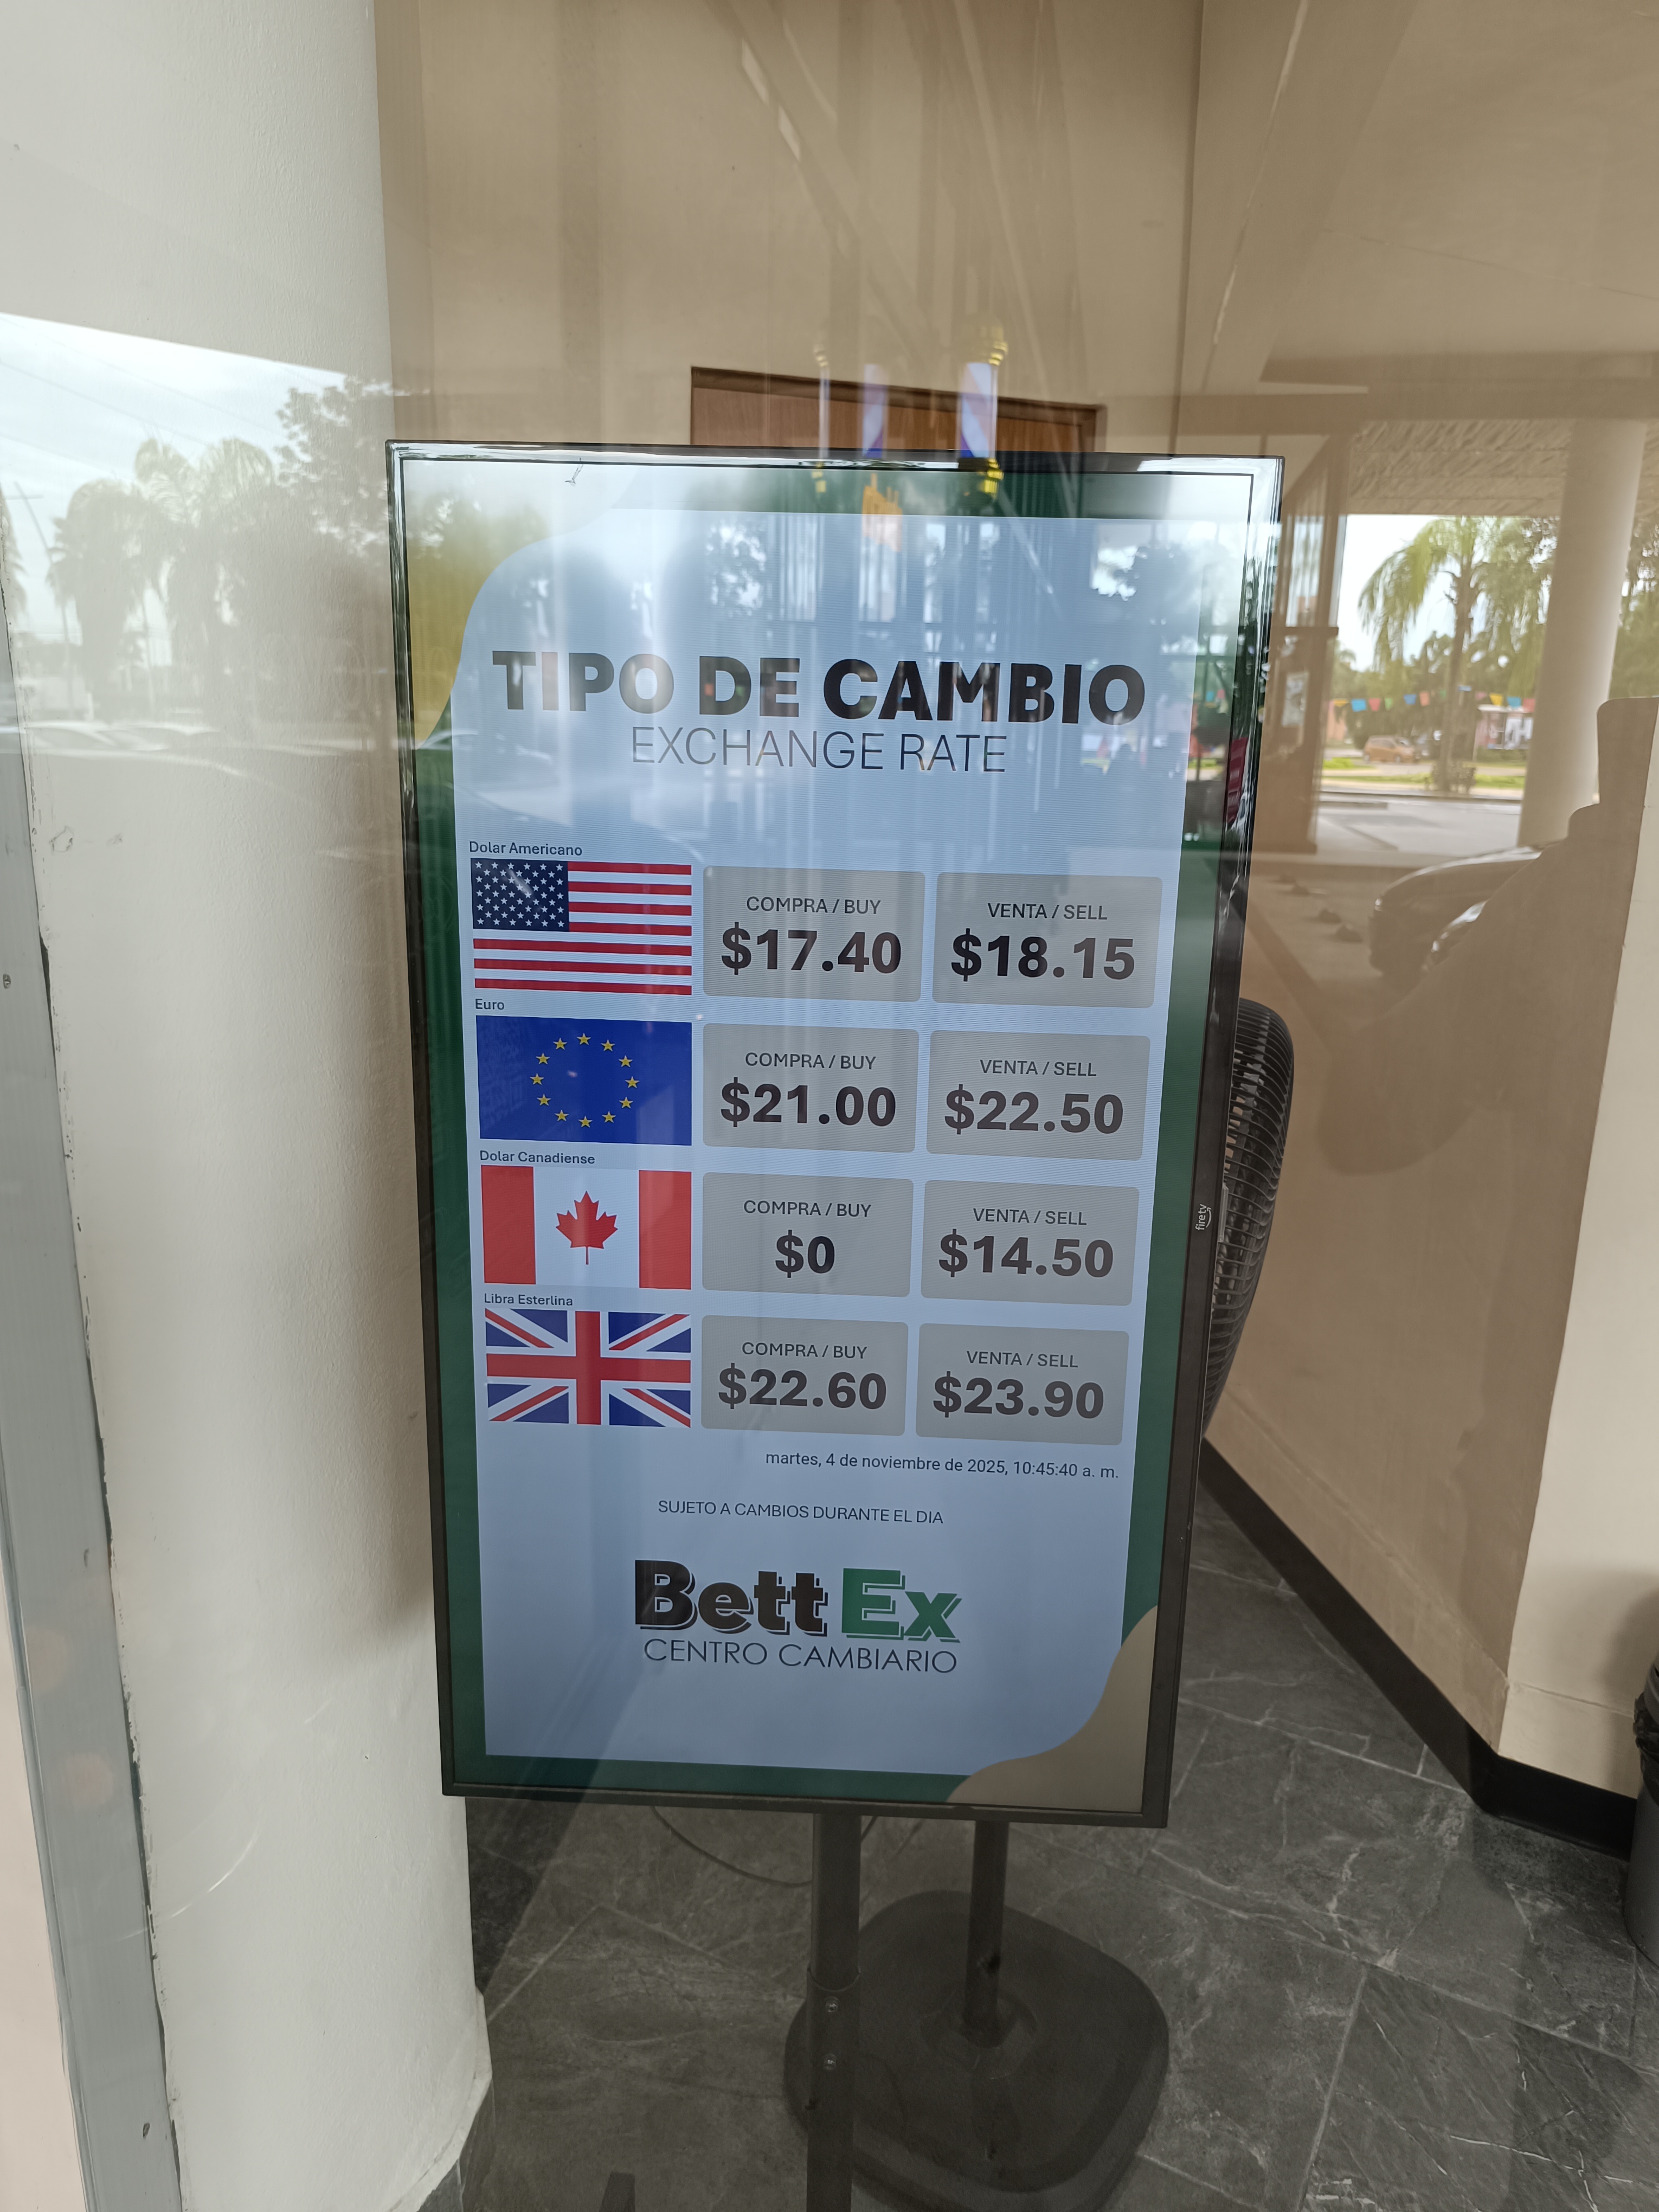 TIPO DE CAMBIO
EXCHANGE RATE
Dolar Americano
COMPRA / BUY
$17.40
VENTA / SELL
$18.15
Euro
COMPRA / BUY
$21.00
VENTA / SELL
$22.50
Dolar Canadiense
COMPRA / BUY
$0
VENTA / SELL
$14.50
Libra Esterlina
COMPRA / BUY
$22.60
VENTA / SELL
$23.90
martes, 4 de noviembre de 2025, 10:45:40 a. m.
SUJETO A CAMBIOS DURANTE EL DIA
Bett Ex
CENTRO CAMBIARIO
firetv